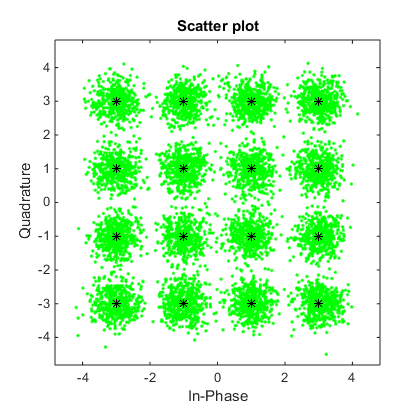 Scatter plot
4
3
2
1
0
-1
-2
-3
-4
Quadrature
-4 -2 0 2 4
In-Phase